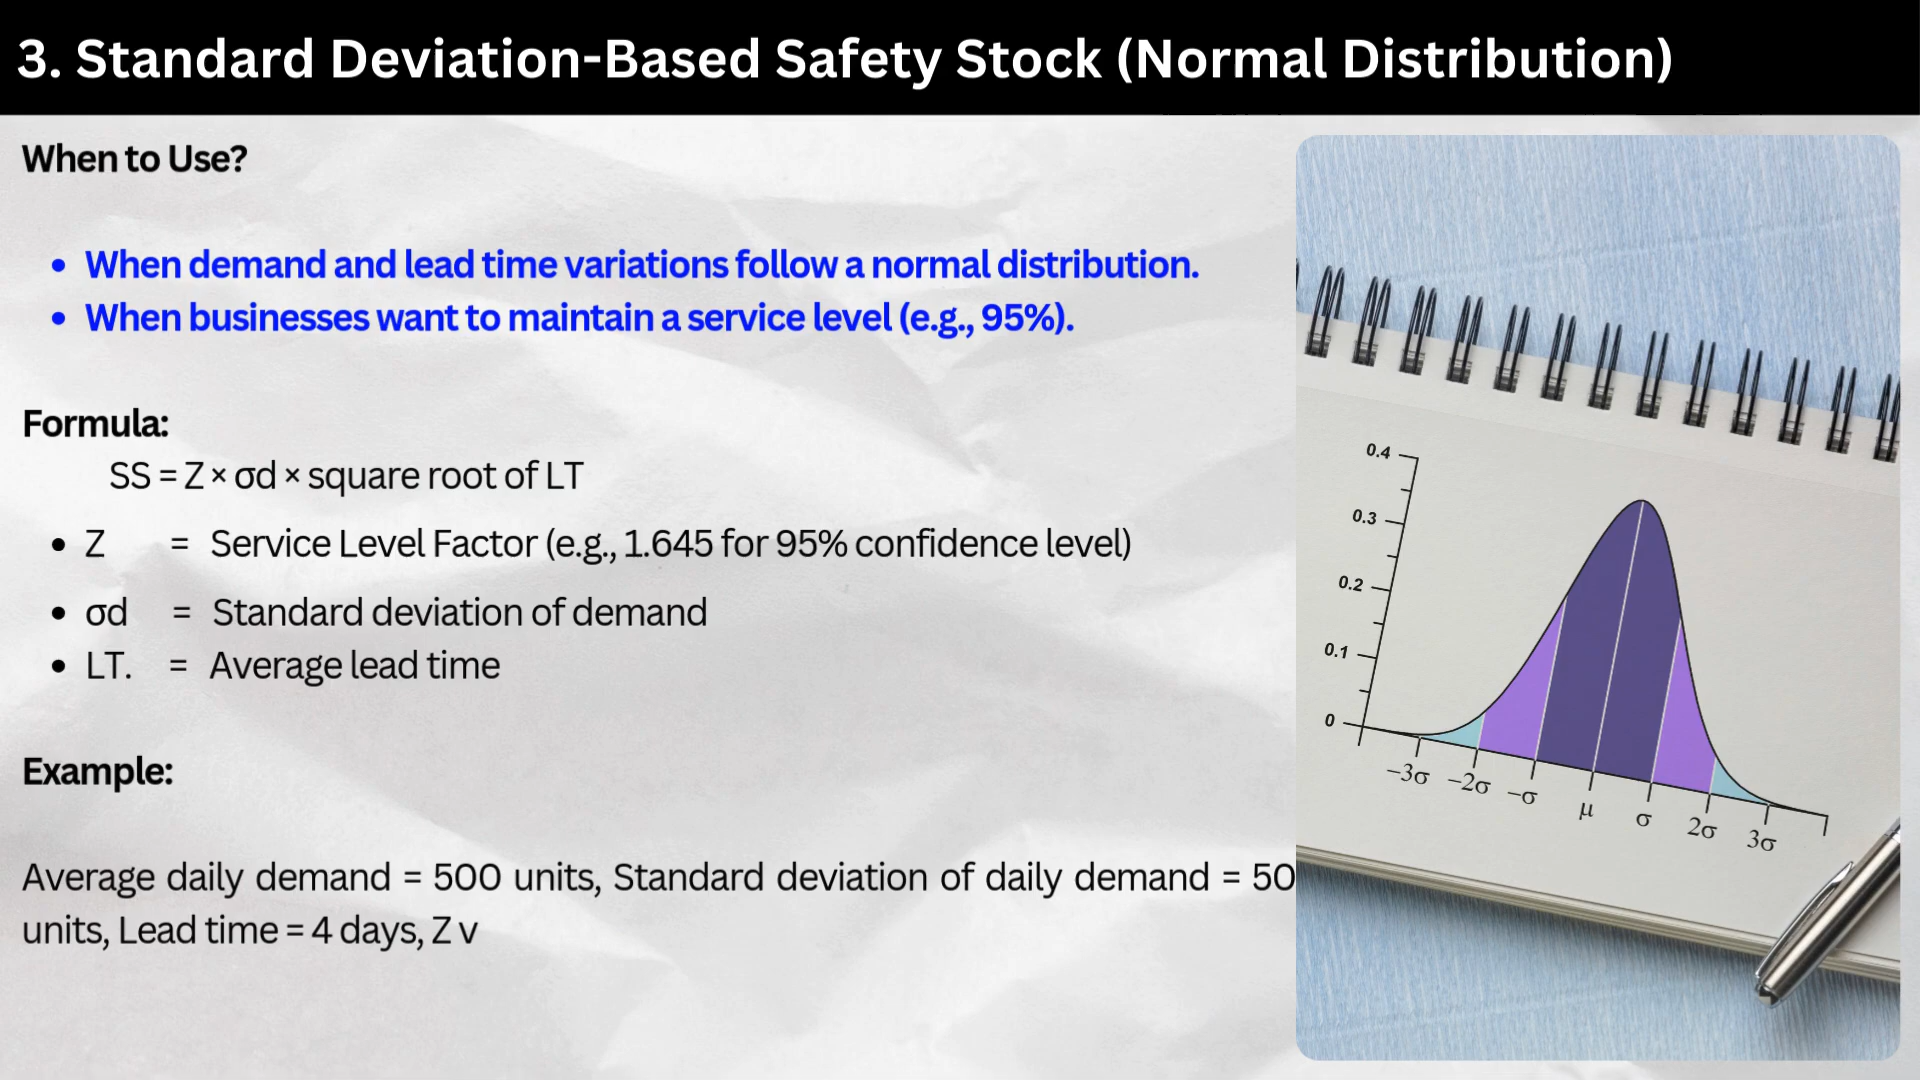 3. Standard Deviation-Based Safety Stock (Normal Distribution)
When to Use?
• When demand and lead time variations follow a normal distribution.
• When businesses want to maintain a service level (e.g., 95%).
Formula:
SS = Z × σd × square root of LT
• Z = Service Level Factor (e.g., 1.645 for 95% confidence level)
• σd = Standard deviation of demand
• LT. = Average lead time
Example:
Average daily demand = 500 units, Standard deviation of daily demand = 50
units, Lead time = 4 days, Z v
0.4
0.3
0.2
0.1
0
−3σ −2σ −σ μ σ 2σ 3σ